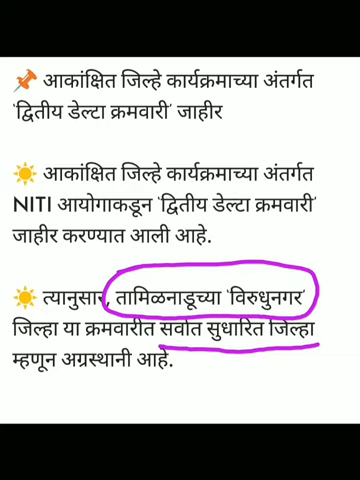 📌 आकांक्षित जिल्हे कार्यक्रमाच्या अंतर्गत
'द्वितीय डेल्टा क्रमवारी' जाहीर
☀️ आकांक्षित जिल्हे कार्यक्रमाच्या अंतर्गत
NITI आयोगाकडून 'द्वितीय डेल्टा क्रमवारी'
जाहीर करण्यात आली आहे.
☀️ त्यानुसार, तामिळनाडूच्या 'विरुधुनगर'
जिल्हा या क्रमवारीत सर्वात सुधारित जिल्हा
म्हणून अग्रस्थानी आहे.